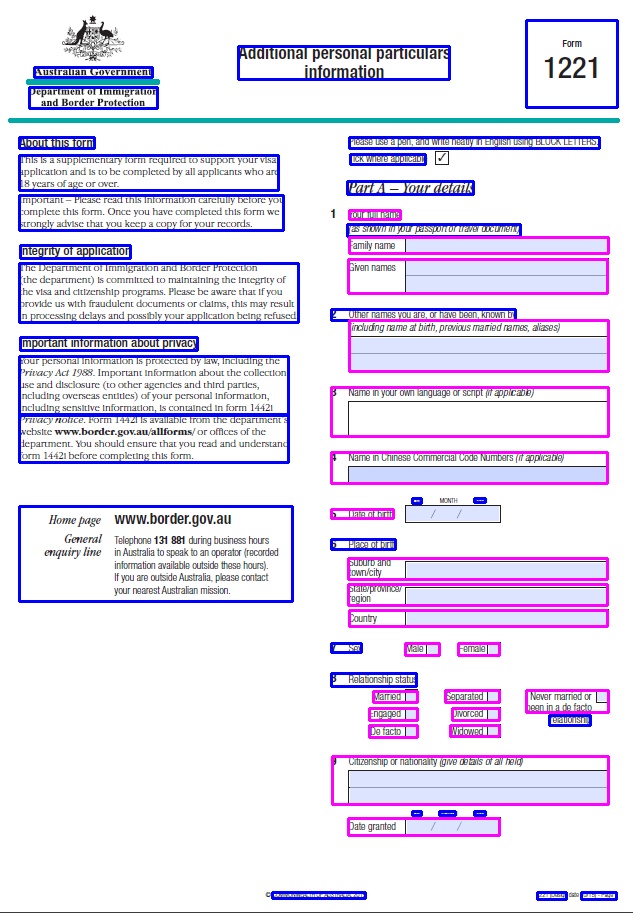 Australian Government
Department of Immigration
and Border Protection
Additional personal particulars
information
Form
1221
About this form
This is a supplementary form required to support your visa
application and is to be completed by all applicants who are
18 years of age or over.
Important – Please read this information carefully before you
complete this form. Once you have completed this form we
strongly advise that you keep a copy for your records.
Integrity of application
The Department of Immigration and Border Protection
(the department) is committed to maintaining the integrity of
the visa and citizenship programs. Please be aware that if you
provide us with fraudulent documents or claims, this may result
in processing delays and possibly your application being refused.
Important information about privacy
Your personal information is protected by law, including the
Privacy Act 1988. Important information about the collection,
use and disclosure (to other agencies and third parties,
including overseas entities) of your personal information,
including sensitive information, is contained in form 1442i
Privacy notice. Form 1442i is available from the department's
website www.border.gov.au/allforms/ or offices of the
department. You should ensure that you read and understand
form 1442i before completing this form.
Home page www.border.gov.au
General
enquiry line
Telephone 131 881 during business hours
in Australia to speak to an operator (recorded
information available outside these hours).
If you are outside Australia, please contact
your nearest Australian mission.
Please use a pen, and write neatly in English using BLOCK LETTERS.
Tick where applicable ✓
Part A – Your details
1 Your full name
(as shown in your passport or travel document)
Family name
Given names
2 Other names you are, or have been, known by
(including name at birth, previous married names, aliases)
3 Name in your own language or script (if applicable)
4 Name in Chinese Commercial Code Numbers (if applicable)
MONTH
5 Date of birth / /
6 Place of birth
Suburb and
town/city
State/province/
region
Country
7 Sex Male Female
8 Relationship status
Married Separated Never married or
been in a de facto
relationship
Engaged Divorced
De facto Widowed
9 Citizenship or nationality (give details of all held)
Date granted / /
© COMMONWEALTH OF AUSTRALIA, 2015